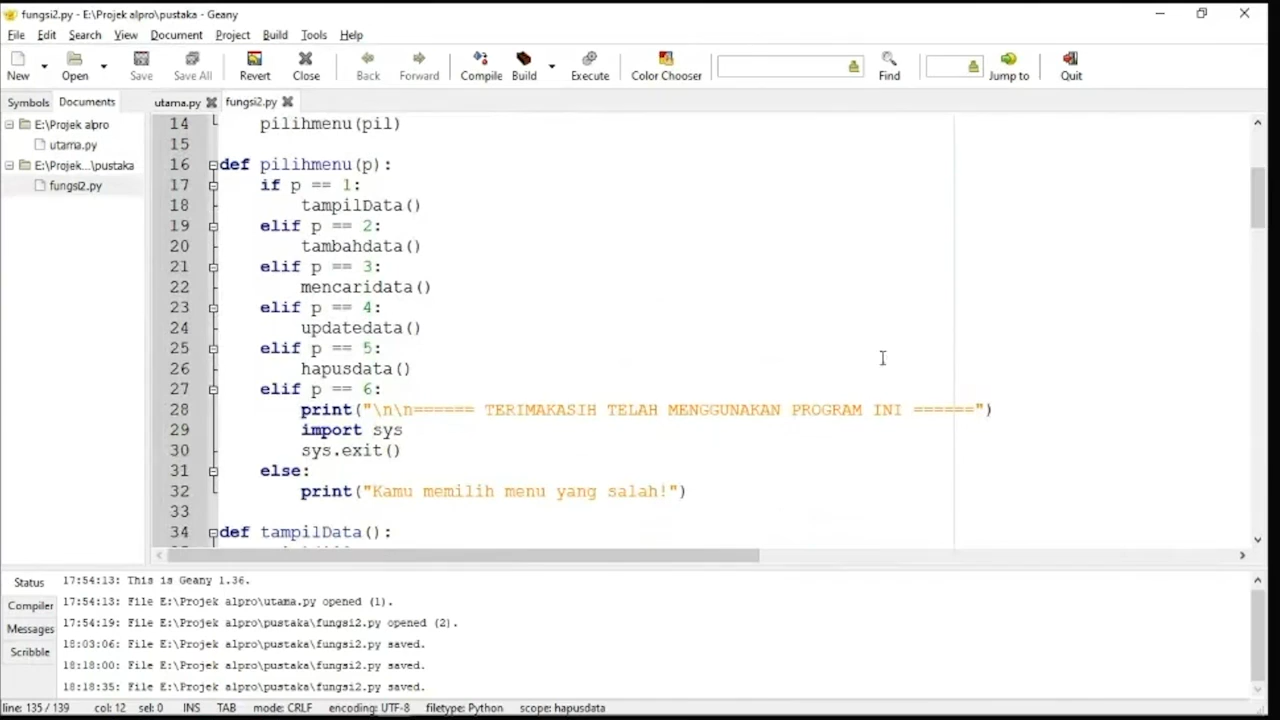 fungsi2.py - E:\Projek alpro\pustaka - Geany
File Edit Search View Document Project Build Tools Help
New Open Save Save All Revert Close Back Forward Compile Build Execute Color Chooser Find Jump to Quit
Symbols Documents utama.py fungsi2.py
E:\Projek alpro
utama.py
E:\Projek...\pustaka
fungsi2.py
14 pilihmenu(pil)
15
16 def pilihmenu(p):
17 if p == 1:
18 tampilData()
19 elif p == 2:
20 tambahdata()
21 elif p == 3:
22 mencaridata()
23 elif p == 4:
24 updatedata()
25 elif p == 5:
26 hapusdata()
27 elif p == 6:
28 print("\n\n====== TERIMAKASIH TELAH MENGGUNAKAN PROGRAM INI ======")
29 import sys
30 sys.exit()
31 else:
32 print("Kamu memilih menu yang salah!")
33
34 def tampilData():
Status
Compiler
Messages
Scribble
17:54:13: This is Geany 1.36.
17:54:13: File E:\Projek alpro\utama.py opened (1).
17:54:19: File E:\Projek alpro\pustaka\fungsi2.py opened (2).
18:03:06: File E:\Projek alpro\pustaka\fungsi2.py saved.
18:18:00: File E:\Projek alpro\pustaka\fungsi2.py saved.
18:18:35: File E:\Projek alpro\pustaka\fungsi2.py saved.
line: 135 / 139 col: 12 sel: 0 INS TAB mode: CRLF encoding: UTF-8 filetype: Python scope: hapusdata